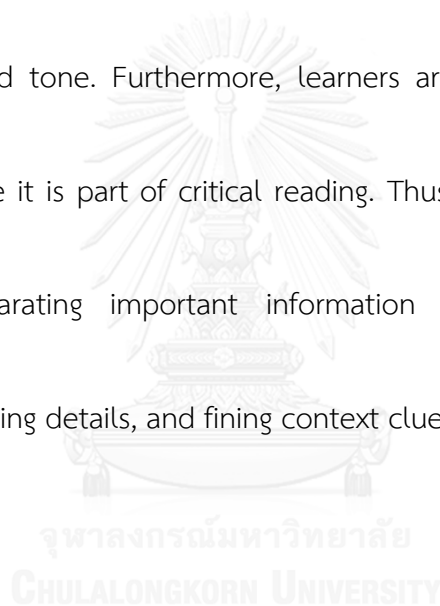 d tone. Furthermore, learners ar
e it is part of critical reading. Thus
arating important information
ing details, and fining context clue
จุฬาลงกรณ์มหาวิทยาลัย
CHULALONGKORN UNIVERSITY